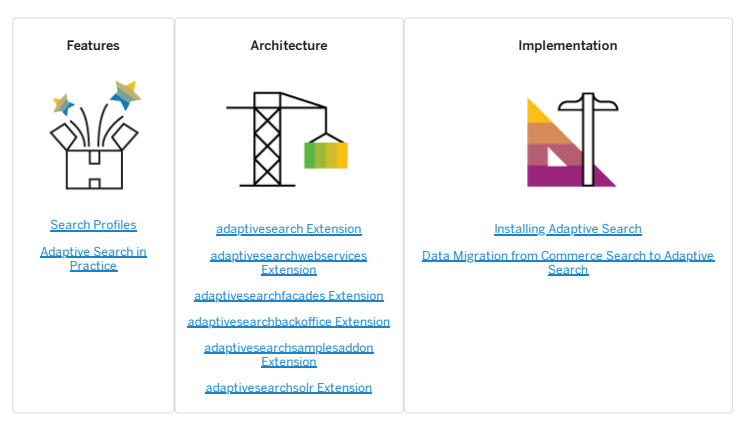 Features
Search Profiles
Adaptive Search in
Practice
Architecture
adaptivesearch Extension
adaptivesearchwebservices
Extension
adaptivesearchfacades Extension
adaptivesearchbackoffice Extension
adaptivesearchsamplesaddon
Extension
adaptivesearchsolr Extension
Implementation
Installing Adaptive Search
Data Migration from Commerce Search to Adaptive
Search